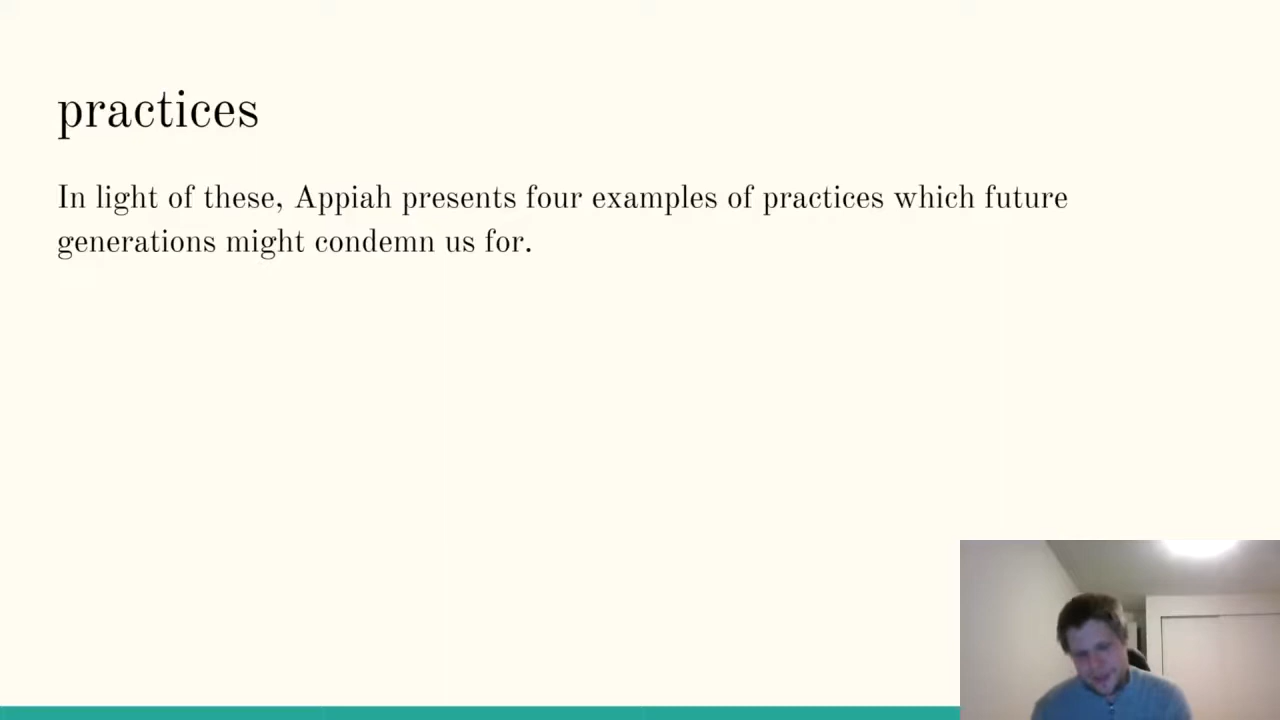 practices
In light of these, Appiah presents four examples of practices which future
generations might condemn us for.